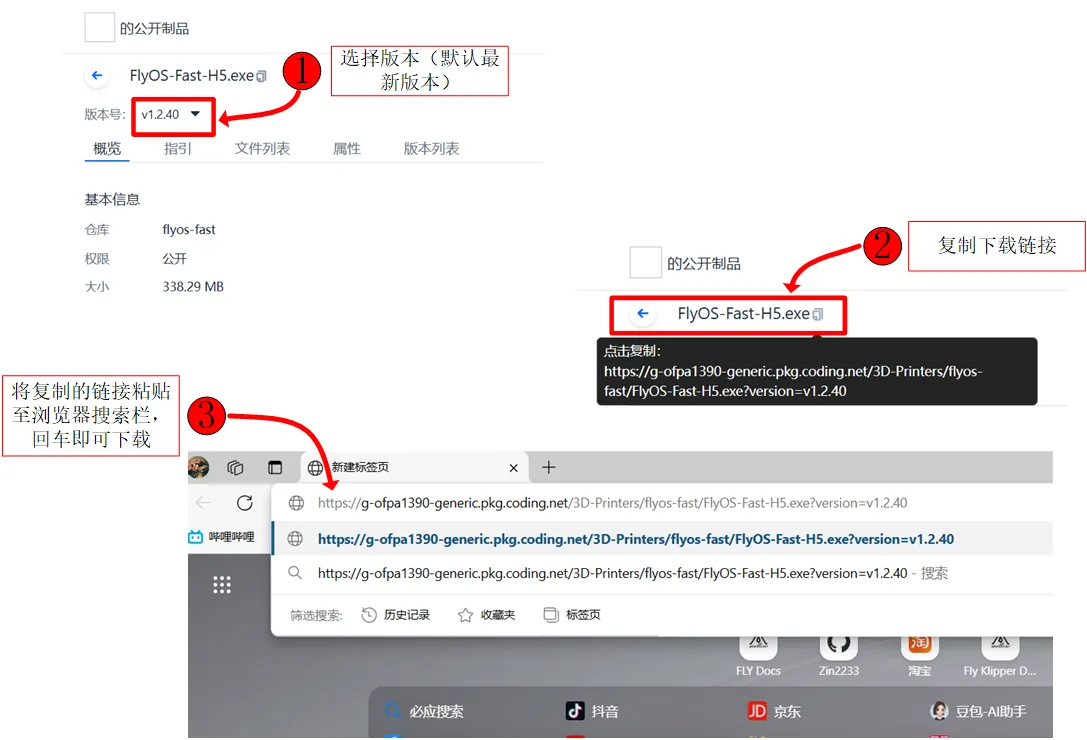 的公开制品
FlyOS-Fast-H5.exe
1
选择版本（默认最
新版本）
版本号: v1.2.40
概览 指引 文件列表 属性 版本列表
基本信息
仓库 flyos-fast
权限 公开
大小 338.29 MB
2
复制下载链接
的公开制品
FlyOS-Fast-H5.exe
点击复制：
https://g-ofpa1390-generic.pkg.coding.net/3D-Printers/flyos-
fast/FlyOS-Fast-H5.exe?version=v1.2.40
将复制的链接粘贴
至浏览器搜索栏，
回车即可下载
3
新建标签页
https://g-ofpa1390-generic.pkg.coding.net/3D-Printers/flyos-fast/FlyOS-Fast-H5.exe?version=v1.2.40
哔哩哔哩
https://g-ofpa1390-generic.pkg.coding.net/3D-Printers/flyos-fast/FlyOS-Fast-H5.exe?version=v1.2.40
https://g-ofpa1390-generic.pkg.coding.net/3D-Printers/flyos-fast/FlyOS-Fast-H5.exe?version=v1.2.40 - 搜索
筛选搜索: 历史记录 收藏夹 标签页
淘
FLY Docs Zin2233 淘宝 Fly Klipper D...
必应搜索 抖音 JD 京东 豆包-AI助手